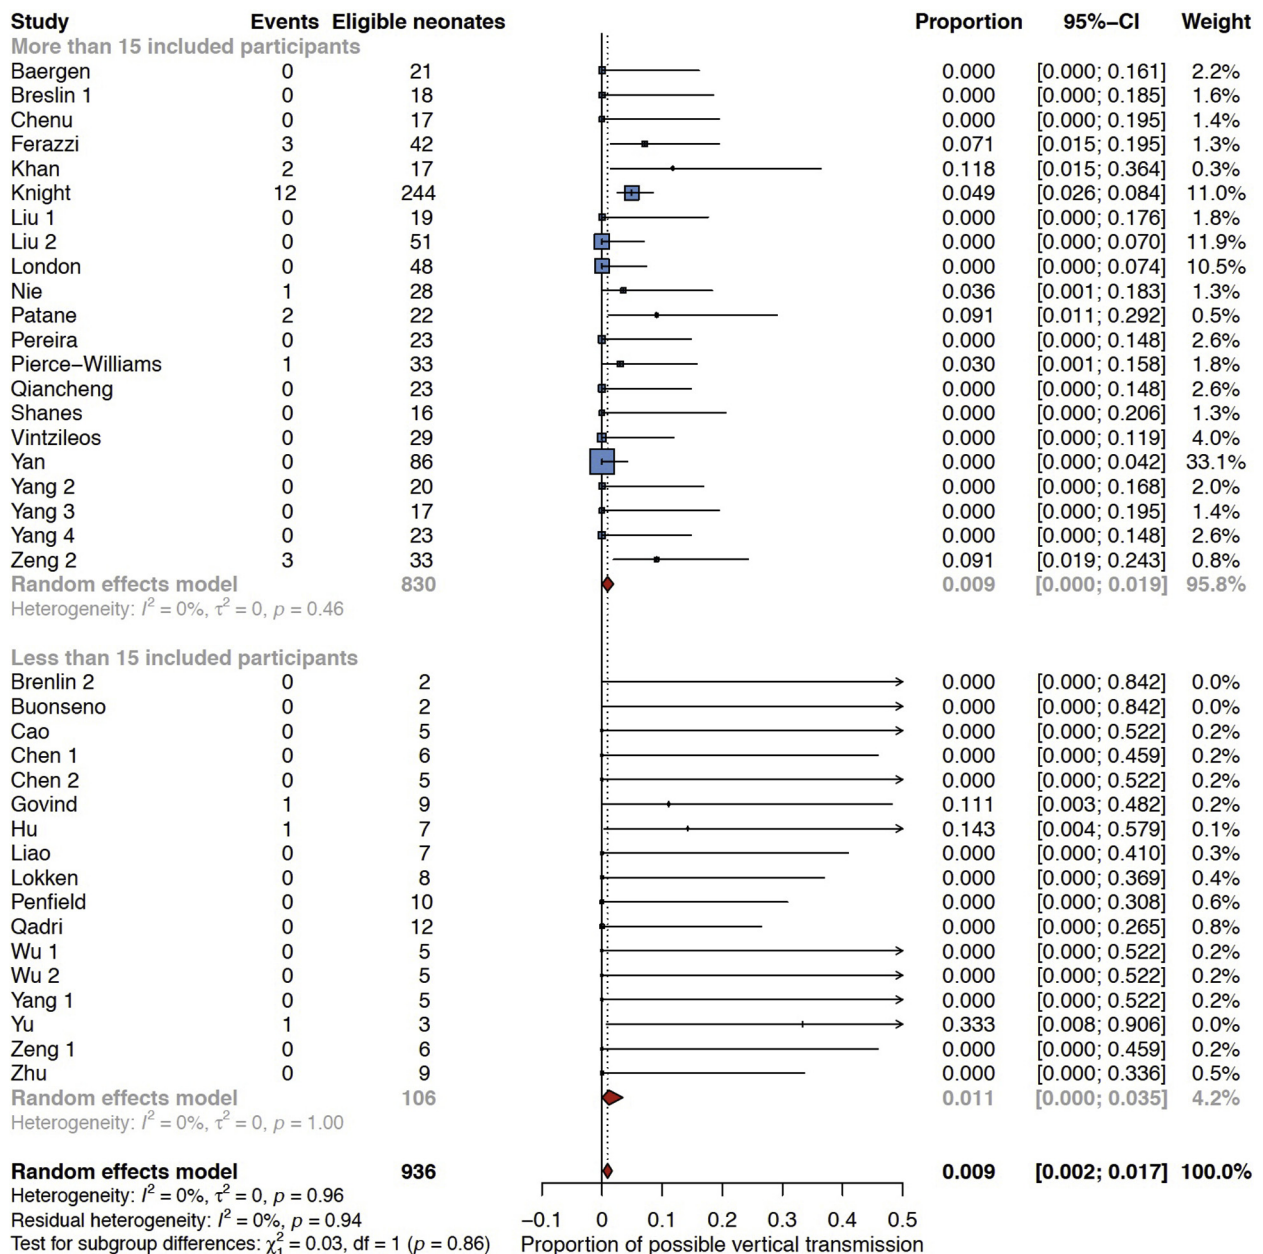 Study Events Eligible neonates Proportion 95%−CI Weight
More than 15 included participants
Baergen 0 21 0.000 [0.000; 0.161] 2.2%
Breslin 1 0 18 0.000 [0.000; 0.185] 1.6%
Chenu 0 17 0.000 [0.000; 0.195] 1.4%
Ferazzi 3 42 0.071 [0.015; 0.195] 1.3%
Khan 2 17 0.118 [0.015; 0.364] 0.3%
Knight 12 244 0.049 [0.026; 0.084] 11.0%
Liu 1 0 19 0.000 [0.000; 0.176] 1.8%
Liu 2 0 51 0.000 [0.000; 0.070] 11.9%
London 0 48 0.000 [0.000; 0.074] 10.5%
Nie 1 28 0.036 [0.001; 0.183] 1.3%
Patane 2 22 0.091 [0.011; 0.292] 0.5%
Pereira 0 23 0.000 [0.000; 0.148] 2.6%
Pierce−Williams 1 33 0.030 [0.001; 0.158] 1.8%
Qiancheng 0 23 0.000 [0.000; 0.148] 2.6%
Shanes 0 16 0.000 [0.000; 0.206] 1.3%
Vintzileos 0 29 0.000 [0.000; 0.119] 4.0%
Yan 0 86 0.000 [0.000; 0.042] 33.1%
Yang 2 0 20 0.000 [0.000; 0.168] 2.0%
Yang 3 0 17 0.000 [0.000; 0.195] 1.4%
Yang 4 0 23 0.000 [0.000; 0.148] 2.6%
Zeng 2 3 33 0.091 [0.019; 0.243] 0.8%
Random effects model 830 0.009 [0.000; 0.019] 95.8%
Heterogeneity: I² = 0%, τ² = 0, p = 0.46
Less than 15 included participants
Brenlin 2 0 2 0.000 [0.000; 0.842] 0.0%
Buonseno 0 2 0.000 [0.000; 0.842] 0.0%
Cao 0 5 0.000 [0.000; 0.522] 0.2%
Chen 1 0 6 0.000 [0.000; 0.459] 0.2%
Chen 2 0 5 0.000 [0.000; 0.522] 0.2%
Govind 1 9 0.111 [0.003; 0.482] 0.2%
Hu 1 7 0.143 [0.004; 0.579] 0.1%
Liao 0 7 0.000 [0.000; 0.410] 0.3%
Lokken 0 8 0.000 [0.000; 0.369] 0.4%
Penfield 0 10 0.000 [0.000; 0.308] 0.6%
Qadri 0 12 0.000 [0.000; 0.265] 0.8%
Wu 1 0 5 0.000 [0.000; 0.522] 0.2%
Wu 2 0 5 0.000 [0.000; 0.522] 0.2%
Yang 1 0 5 0.000 [0.000; 0.522] 0.2%
Yu 1 3 0.333 [0.008; 0.906] 0.0%
Zeng 1 0 6 0.000 [0.000; 0.459] 0.2%
Zhu 0 9 0.000 [0.000; 0.336] 0.5%
Random effects model 106 0.011 [0.000; 0.035] 4.2%
Heterogeneity: I² = 0%, τ² = 0, p = 1.00
Random effects model 936 0.009 [0.002; 0.017] 100.0%
Heterogeneity: I² = 0%, τ² = 0, p = 0.96
Residual heterogeneity: I² = 0%, p = 0.94
−0.1 0 0.1 0.2 0.3 0.4 0.5
Test for subgroup differences: χ²₁ = 0.03, df = 1 (p = 0.86)
Proportion of possible vertical transmission